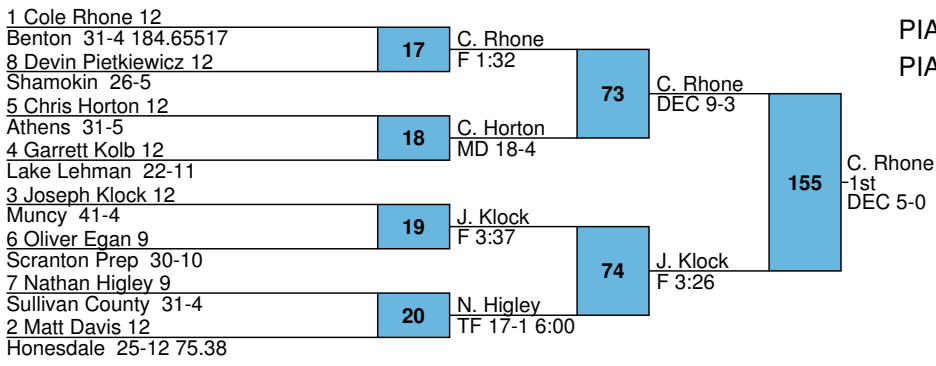 1 Cole Rhone 12
Benton 31-4 184.65517
8 Devin Pietkiewicz 12
Shamokin 26-5
5 Chris Horton 12
Athens 31-5
4 Garrett Kolb 12
Lake Lehman 22-11
3 Joseph Klock 12
Muncy 41-4
6 Oliver Egan 9
Scranton Prep 30-10
7 Nathan Higley 9
Sullivan County 31-4
2 Matt Davis 12
Honesdale 25-12 75.38
17
C. Rhone
F 1:32
18
C. Horton
MD 18-4
19
J. Klock
F 3:37
20
N. Higley
TF 17-1 6:00
73
C. Rhone
DEC 9-3
74
J. Klock
F 3:26
155
C. Rhone
1st
DEC 5-0
PIA
PIA